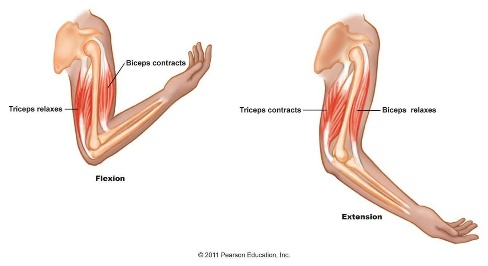 Biceps contracts
Triceps relaxes
Flexion
Triceps contracts
Biceps relaxes
Extension
© 2011 Pearson Education, Inc.